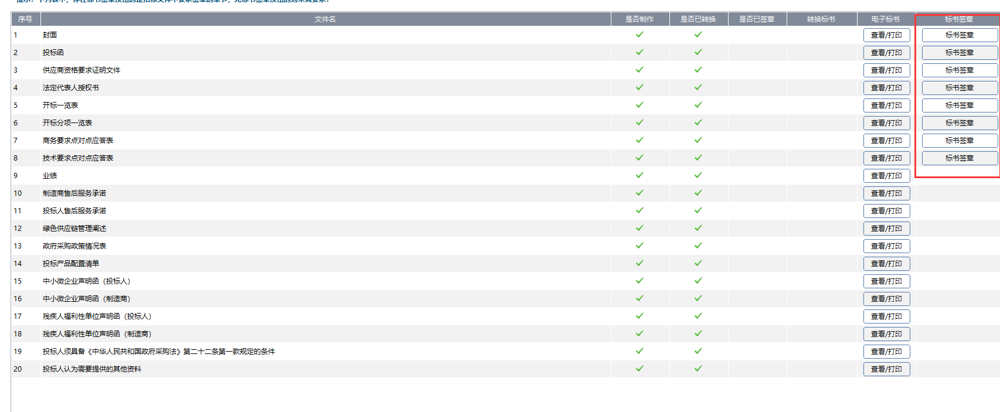 提示：下列表中，存在标书签章按钮的是招标文件中要求签章的章节，无标书签章按钮的则未做要求！
序号 文件名 是否制作 是否已转换 是否已签章 转换标书 电子标书 标书签章
1 封面 查看/打印 标书签章
2 投标函 查看/打印 标书签章
3 供应商资格要求证明文件 查看/打印 标书签章
4 法定代表人授权书 查看/打印 标书签章
5 开标一览表 查看/打印 标书签章
6 开标分项一览表 查看/打印 标书签章
7 商务要求点对点应答表 查看/打印 标书签章
8 技术要求点对点应答表 查看/打印 标书签章
9 业绩 查看/打印
10 制造商售后服务承诺 查看/打印
11 投标人售后服务承诺 查看/打印
12 绿色供应链管理阐述 查看/打印
13 政府采购政策情况表 查看/打印
14 投标产品配置清单 查看/打印
15 中小微企业声明函（投标人） 查看/打印
16 中小微企业声明函（制造商） 查看/打印
17 残疾人福利性单位声明函（投标人） 查看/打印
18 残疾人福利性单位声明函（制造商） 查看/打印
19 投标人须具备《中华人民共和国政府采购法》第二十二条第一款规定的条件 查看/打印
20 投标人认为需要提供的其他资料 查看/打印